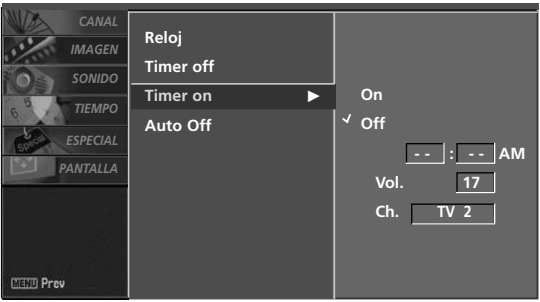 CANAL
IMAGEN
SONIDO
TIEMPO
ESPECIAL
PANTALLA
MENU Prev
Reloj
Timer off
Timer on ►
Auto Off
On
✓ Off
-- : -- AM
Vol. 17
Ch. TV 2